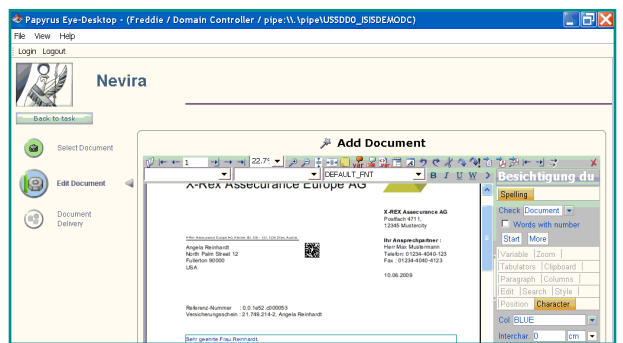 Papyrus Eye-Desktop - (Freddie / Domain Controller / pipe:\\.\pipe\USSDD0_ISISDEMODC)
File View Help
Login Logout
Nevira
Back to task
Select Document
Edit Document
Document
Delivery
Add Document
1
22.7%
DEFAULT_FNT
B I U W
X-Rex Assecurance Europe AG
X-REX Assecurance AG
Postfach 4711,
12345 Mustercity
Angela Reinhardt
North Palm Street 12
Fullerton 90000
USA
Ihr Ansprechpartner :
Herr Max Mustermann
Telefon: 01234-4040-123
Fax : 01234-4040-4123
10.06.2009
Referenz-Nummer : 0.0.1e52.d000053
Versicherungsschein : 21.749.214-2, Angela Reinhardt
Sehr geehrte Frau Reinhardt,
Besichtigung du
Spelling
Check Document
Words with number
Start More
Variable Zoom
Tabulators Clipboard
Paragraph Columns
Edit Search Style
Position Character
Col BLUE
Interchar. 0 cm